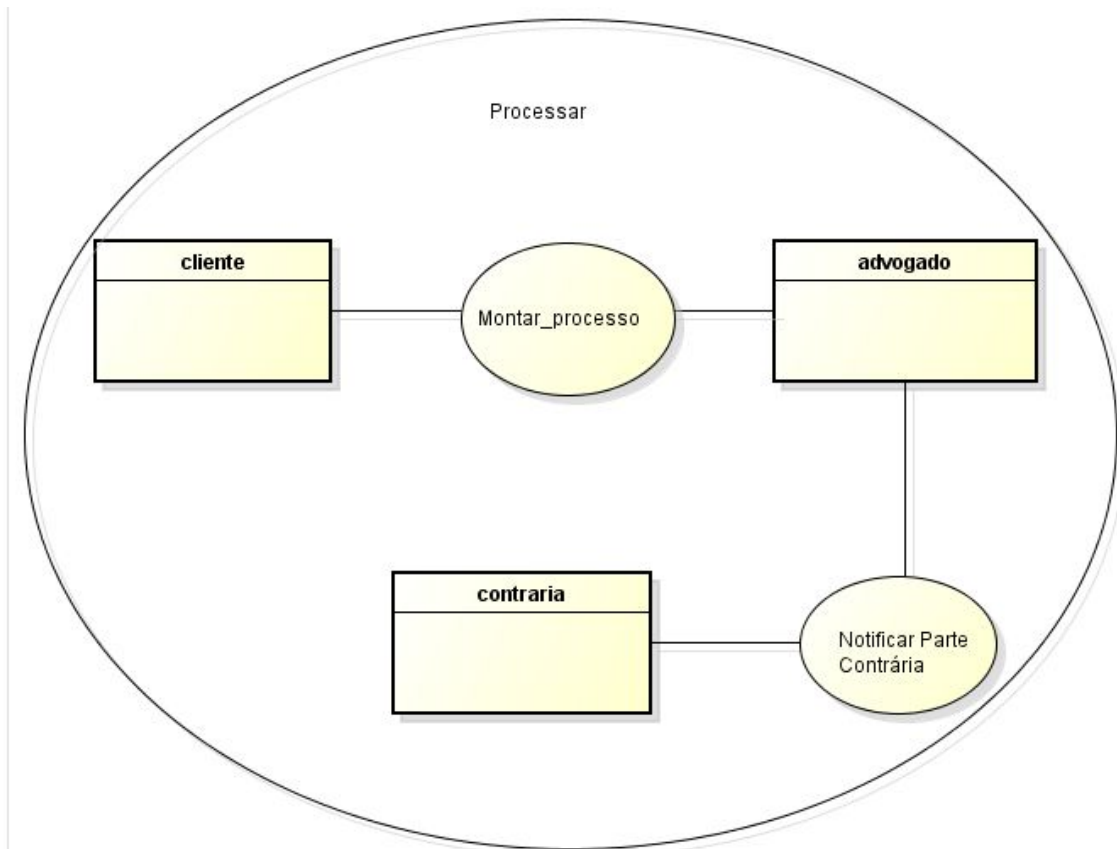 Processar
cliente
Montar_processo
advogado
contraria
Notificar Parte
Contrária